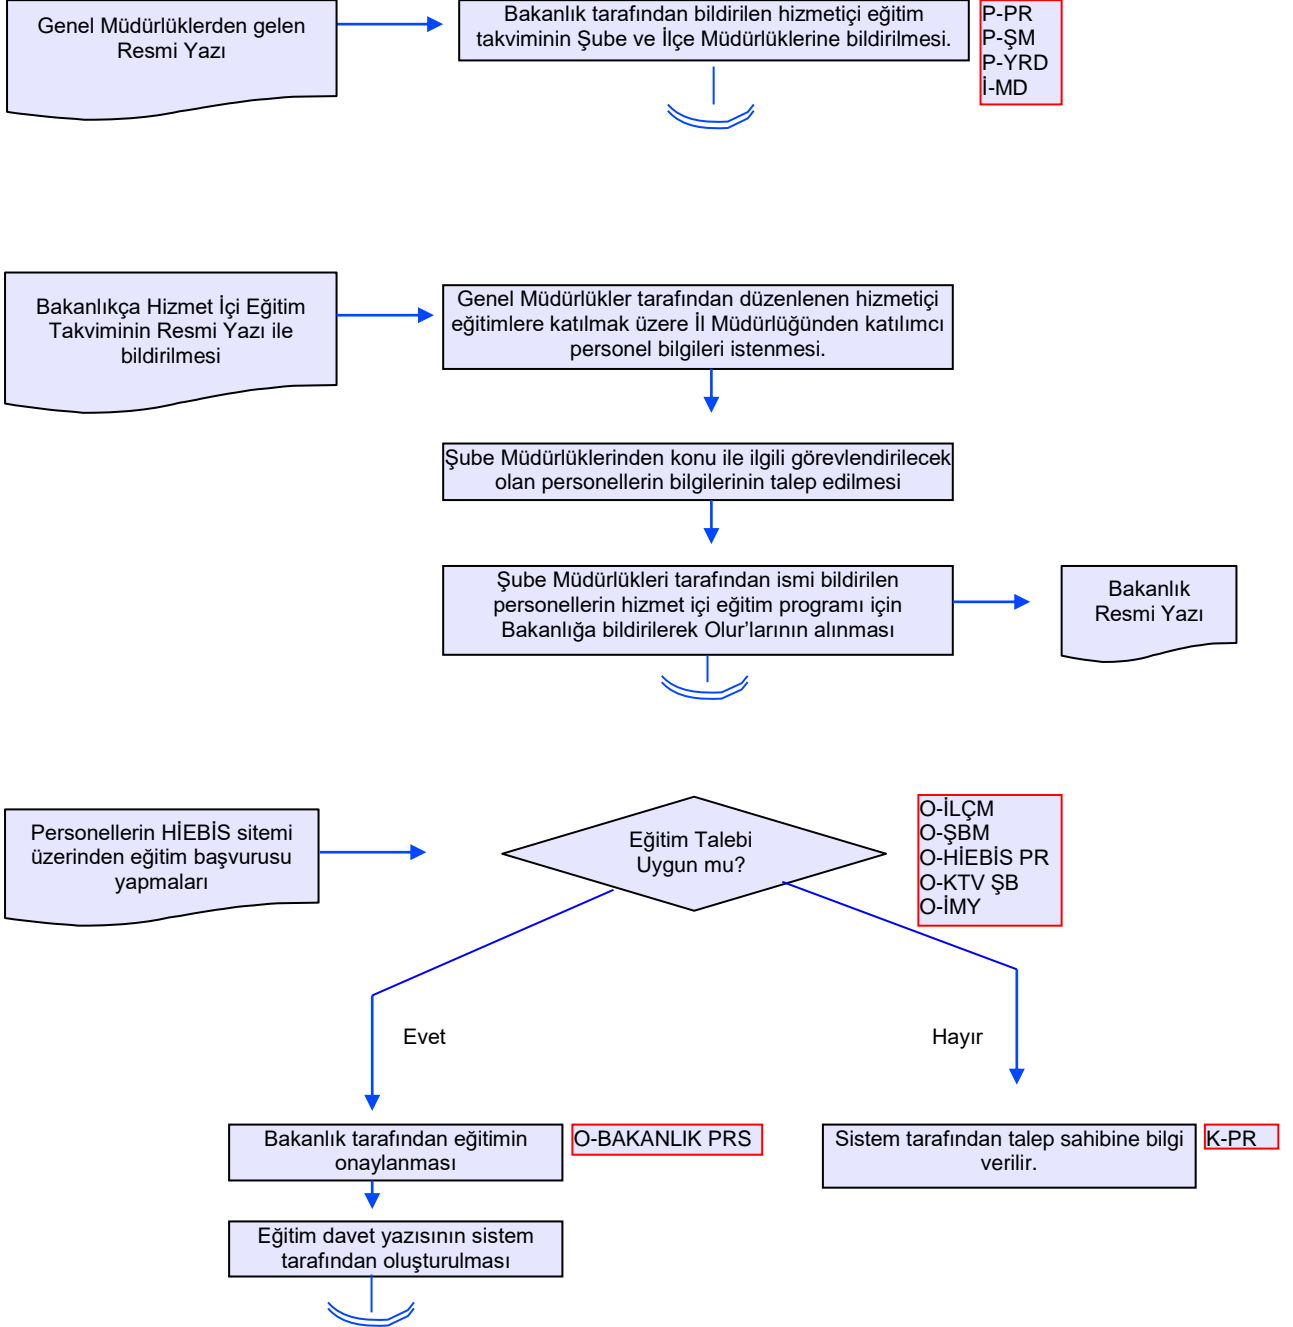 Genel Müdürlüklerden gelen
Resmi Yazı
Bakanlık tarafından bildirilen hizmetiçi eğitim
takviminin Şube ve İlçe Müdürlüklerine bildirilmesi.
P-PR
P-ŞM
P-YRD
İ-MD
Bakanlıkça Hizmet İçi Eğitim
Takviminin Resmi Yazı ile
bildirilmesi
Genel Müdürlükler tarafından düzenlenen hizmetiçi
eğitimlere katılmak üzere İl Müdürlüğünden katılımcı
personel bilgileri istenmesi.
Şube Müdürlüklerinden konu ile ilgili görevlendirilecek
olan personellerin bilgilerinin talep edilmesi
Şube Müdürlükleri tarafından ismi bildirilen
personellerin hizmet içi eğitim programı için
Bakanlığa bildirilerek Olur’larının alınması
Bakanlık
Resmi Yazı
Personellerin HİEBİS sitemi
üzerinden eğitim başvurusu
yapmaları
Eğitim Talebi
Uygun mu?
O-İLÇM
O-ŞBM
O-HİEBİS PR
O-KTV ŞB
O-İMY
Evet
Hayır
Bakanlık tarafından eğitimin
onaylanması
O-BAKANLIK PRS
Sistem tarafından talep sahibine bilgi
verilir.
K-PR
Eğitim davet yazısının sistem
tarafından oluşturulması